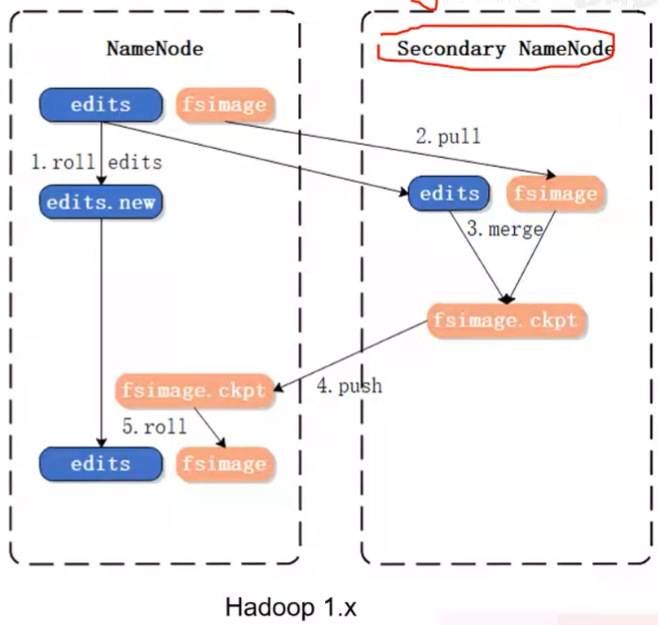 NameNode
Secondary NameNode
edits
fsimage
2.pull
1.roll edits
edits
fsimage
edits.new
3.merge
fsimage.ckpt
fsimage.ckpt
4.push
5.roll
edits
fsimage
Hadoop 1.x